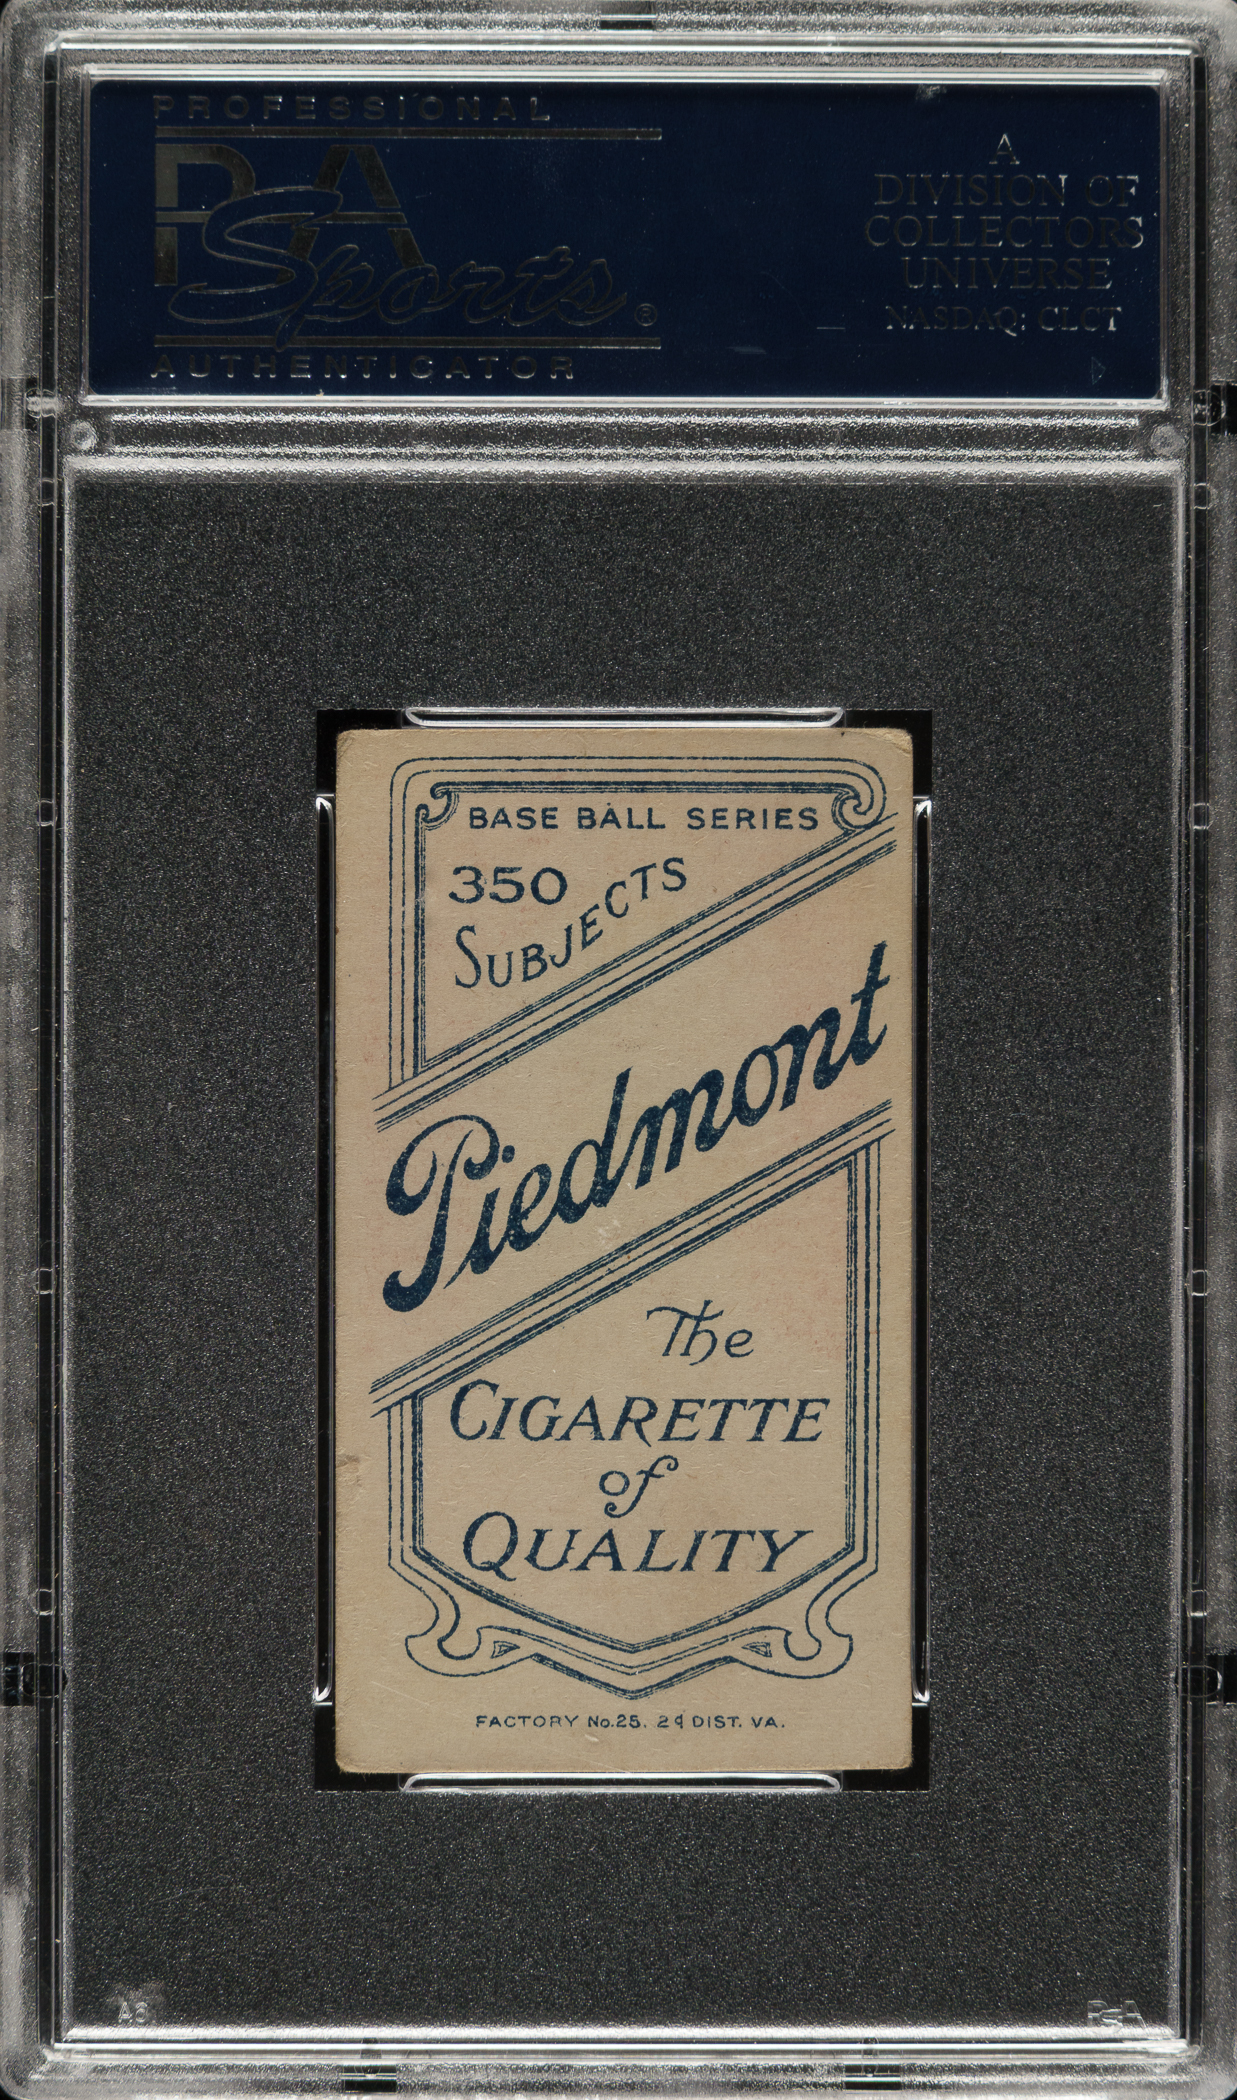 PROFESSIONAL
PSA
Sports®
AUTHENTICATOR
A
DIVISION OF
COLLECTORS
UNIVERSE
NASDAQ: CLCT
BASE BALL SERIES
350
SUBJECTS
Piedmont
The
CIGARETTE
of
QUALITY
FACTORY No.25. 2d DIST. VA.
PSA